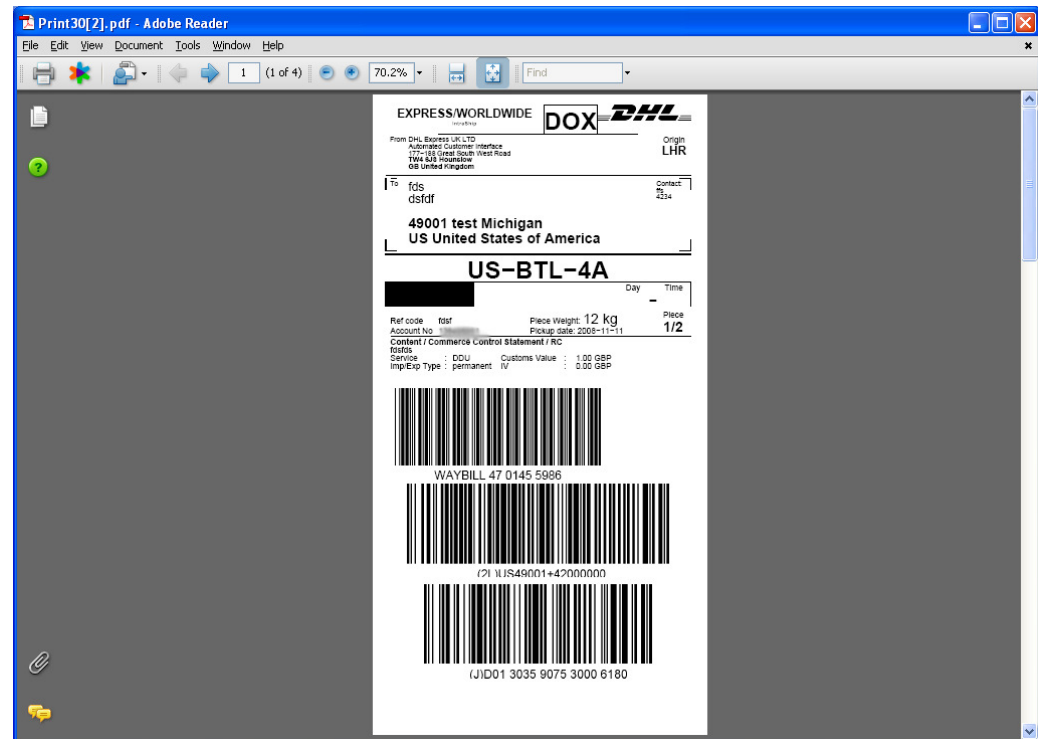 Print30[2].pdf - Adobe Reader
File Edit View Document Tools Window Help
1 (1 of 4) 70.2% Find
EXPRESS/WORLDWIDE DOX DHL
From DHL Express UK LTD
Automated Customer Interface
177-188 Great South West Road
TW4 6JS Hounslow
GB United Kingdom
Origin
LHR
To fds
dsfdf
Contact:
ffs
4234
49001 test Michigan
US United States of America
US-BTL-4A
Day Time
Ref code fdsf Piece Weight: 12 kg Piece
Account No Pickup date: 2008-11-11 1/2
Content / Commerce Control Statement / RC
fdsfds
Service : DDU Customs Value : 1.00 GBP
Imp/Exp Type : permanent IV : 0.00 GBP
WAYBILL 47 0145 5986
(2L)US49001+42000000
(J)D01 3035 9075 3000 6180